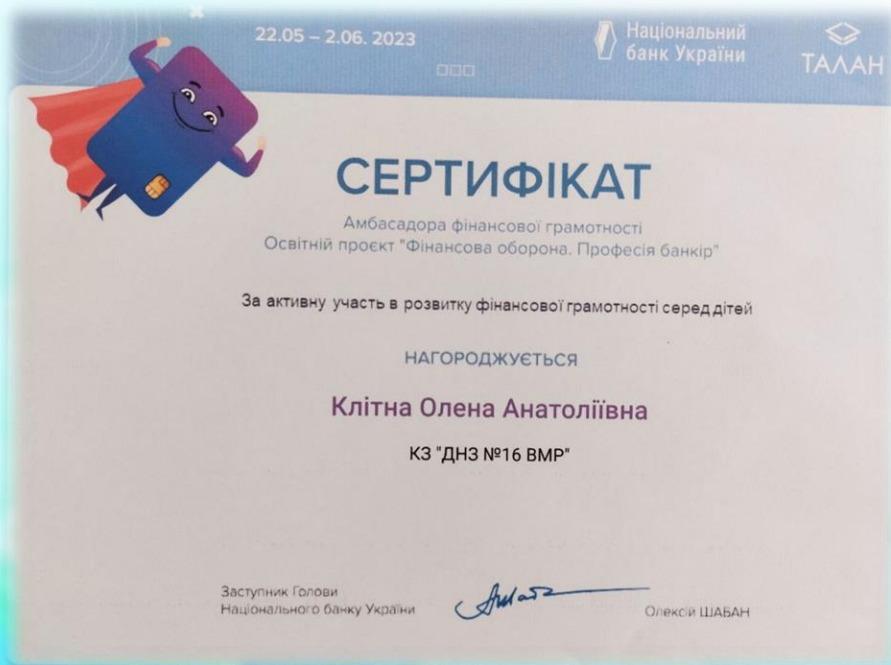 22.05 – 2.06. 2023
Національний
банк України
ТАЛАН
СЕРТИФІКАТ
Амбасадора фінансової грамотності
Освітній проєкт "Фінансова оборона. Професія банкір"
За активну участь в розвитку фінансової грамотності серед дітей
НАГОРОДЖУЄТЬСЯ
Клітна Олена Анатоліївна
КЗ "ДНЗ №16 ВМР"
Заступник Голови
Національного банку України
Олексій ШАБАН